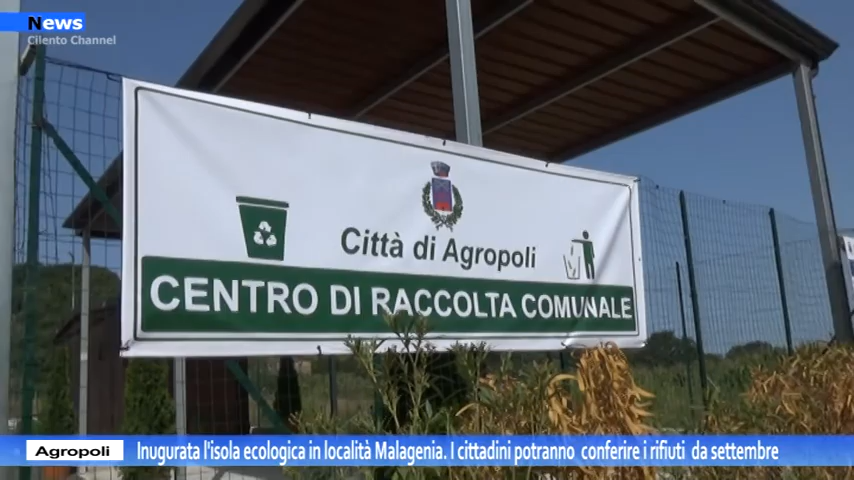 News
Cilento Channel
Città di Agropoli
CENTRO DI RACCOLTA COMUNALE
Agropoli
Inugurata l'isola ecologica in località Malagenia. I cittadini potranno conferire i rifiuti da settembre